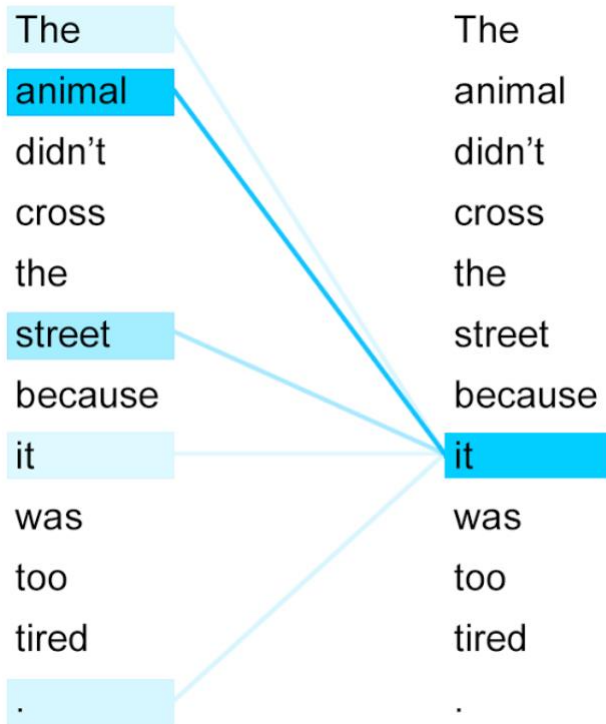 The The
animal animal
didn’t didn’t
cross cross
the the
street street
because because
it it
was was
too too
tired tired
. .